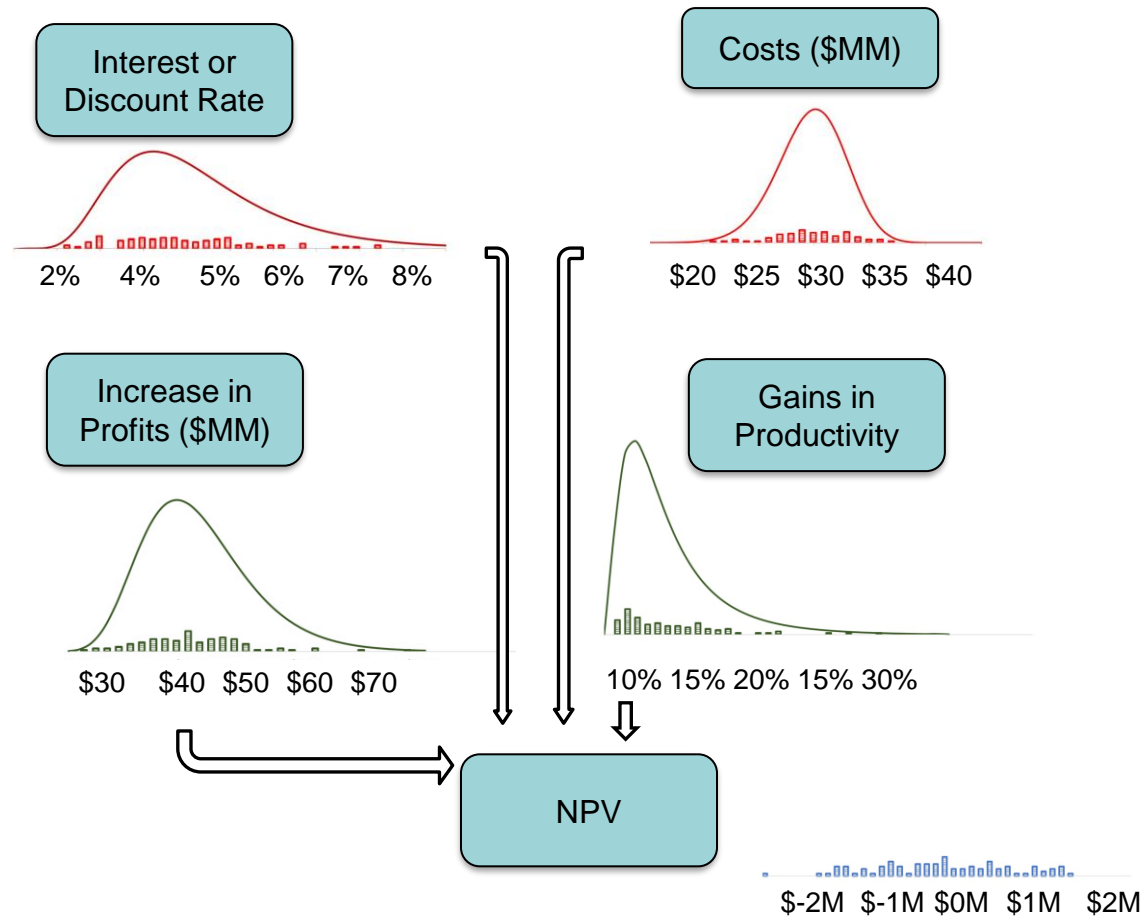 Interest or
Discount Rate
Costs ($MM)
2% 4% 5% 6% 7% 8%
$20 $25 $30 $35 $40
Increase in
Profits ($MM)
Gains in
Productivity
$30 $40 $50 $60 $70
10% 15% 20% 15% 30%
NPV
$-2M $-1M $0M $1M $2M